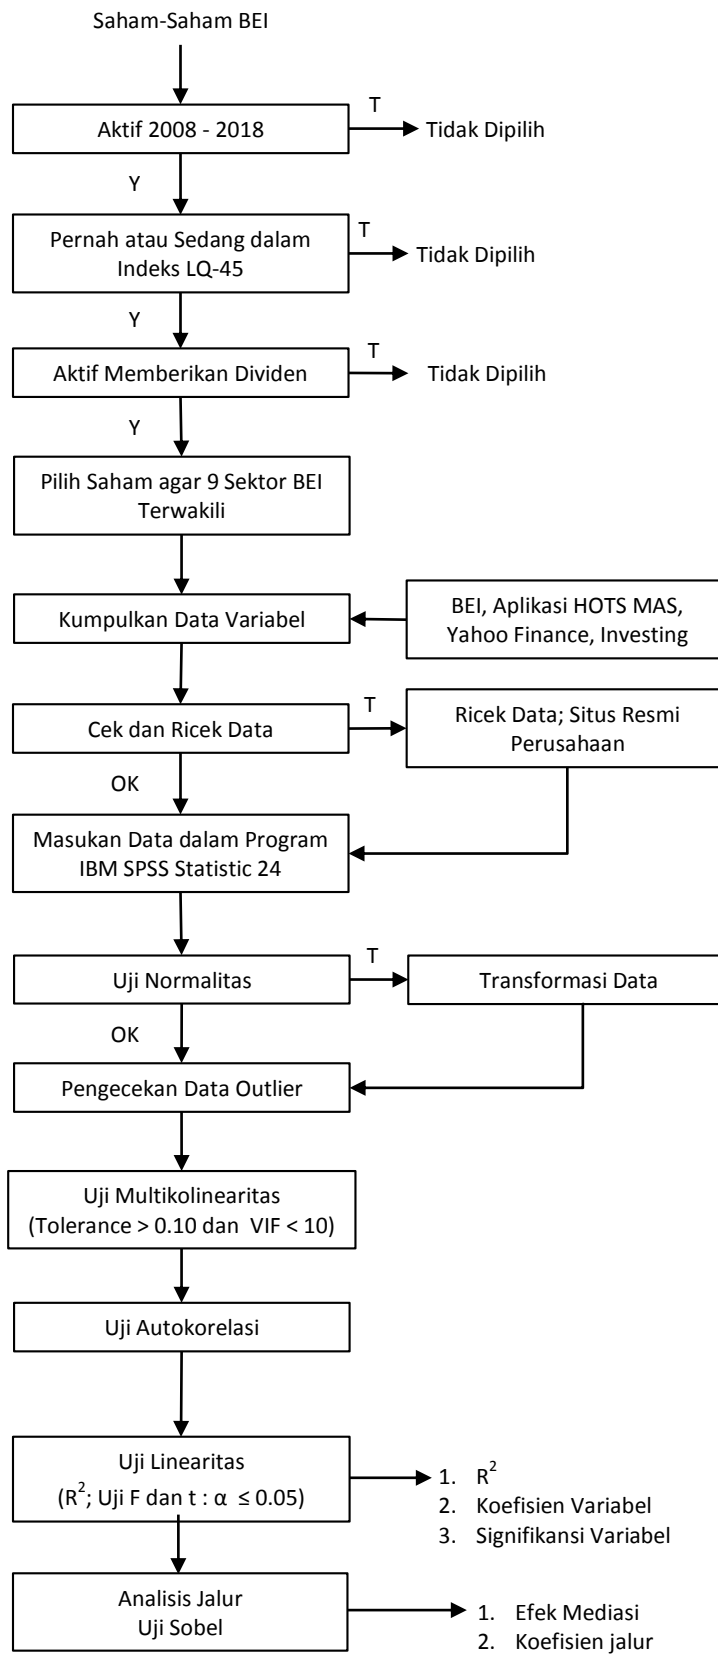 Saham-Saham BEI
T
Aktif 2008 - 2018
Tidak Dipilih
Y
T
Pernah atau Sedang dalam
Indeks LQ-45
Tidak Dipilih
Y
T
Aktif Memberikan Dividen
Tidak Dipilih
Y
Pilih Saham agar 9 Sektor BEI
Terwakili
Kumpulkan Data Variabel
BEI, Aplikasi HOTS MAS,
Yahoo Finance, Investing
T
Cek dan Ricek Data
Ricek Data; Situs Resmi
Perusahaan
OK
Masukan Data dalam Program
IBM SPSS Statistic 24
T
Uji Normalitas
Transformasi Data
OK
Pengecekan Data Outlier
Uji Multikolinearitas
(Tolerance > 0.10 dan VIF < 10)
Uji Autokorelasi
Uji Linearitas
(R²; Uji F dan t : α ≤ 0.05)
1. R²
2. Koefisien Variabel
3. Signifikansi Variabel
Analisis Jalur
Uji Sobel
1. Efek Mediasi
2. Koefisien jalur